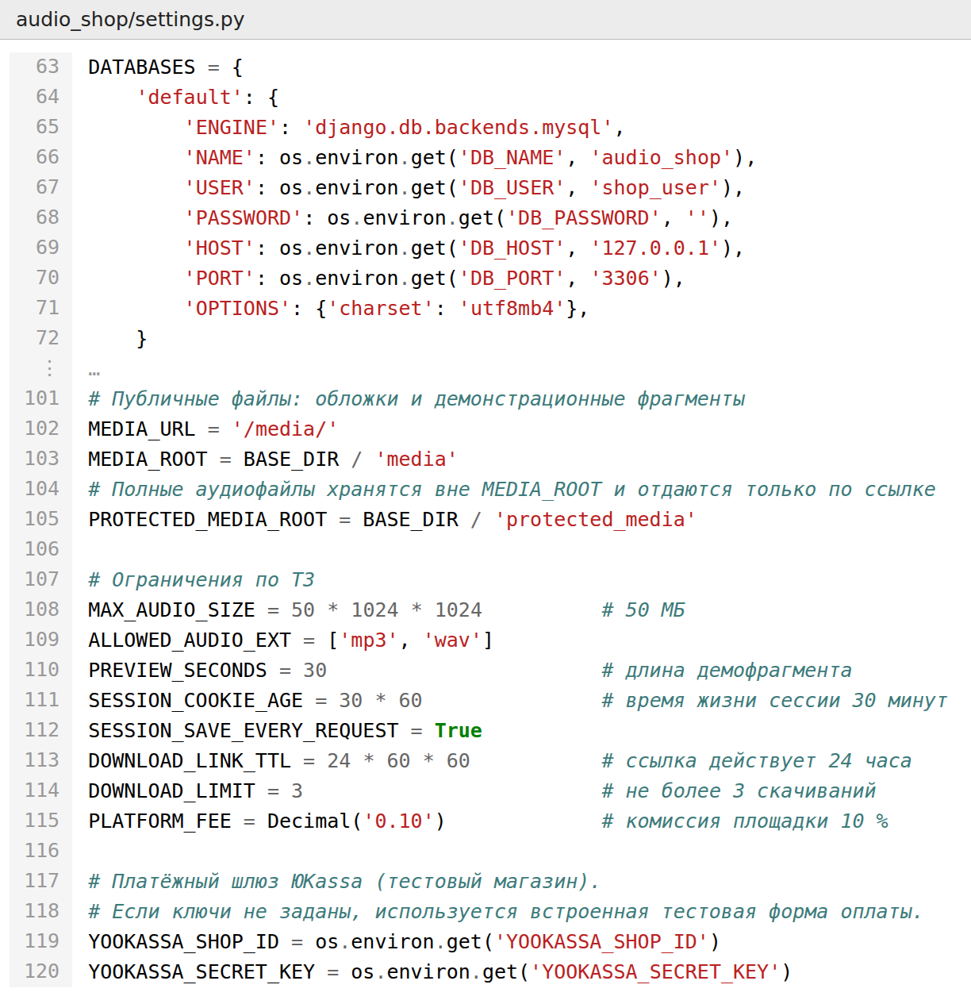 audio_shop/settings.py
63 DATABASES = {
64     'default': {
65         'ENGINE': 'django.db.backends.mysql',
66         'NAME': os.environ.get('DB_NAME', 'audio_shop'),
67         'USER': os.environ.get('DB_USER', 'shop_user'),
68         'PASSWORD': os.environ.get('DB_PASSWORD', ''),
69         'HOST': os.environ.get('DB_HOST', '127.0.0.1'),
70         'PORT': os.environ.get('DB_PORT', '3306'),
71         'OPTIONS': {'charset': 'utf8mb4'},
72     }
⋮ …
101 # Публичные файлы: обложки и демонстрационные фрагменты
102 MEDIA_URL = '/media/'
103 MEDIA_ROOT = BASE_DIR / 'media'
104 # Полные аудиофайлы хранятся вне MEDIA_ROOT и отдаются только по ссылке
105 PROTECTED_MEDIA_ROOT = BASE_DIR / 'protected_media'
106
107 # Ограничения по ТЗ
108 MAX_AUDIO_SIZE = 50 * 1024 * 1024          # 50 МБ
109 ALLOWED_AUDIO_EXT = ['mp3', 'wav']
110 PREVIEW_SECONDS = 30                       # длина демофрагмента
111 SESSION_COOKIE_AGE = 30 * 60               # время жизни сессии 30 минут
112 SESSION_SAVE_EVERY_REQUEST = True
113 DOWNLOAD_LINK_TTL = 24 * 60 * 60           # ссылка действует 24 часа
114 DOWNLOAD_LIMIT = 3                         # не более 3 скачиваний
115 PLATFORM_FEE = Decimal('0.10')             # комиссия площадки 10 %
116
117 # Платёжный шлюз ЮKassa (тестовый магазин).
118 # Если ключи не заданы, используется встроенная тестовая форма оплаты.
119 YOOKASSA_SHOP_ID = os.environ.get('YOOKASSA_SHOP_ID')
120 YOOKASSA_SECRET_KEY = os.environ.get('YOOKASSA_SECRET_KEY')